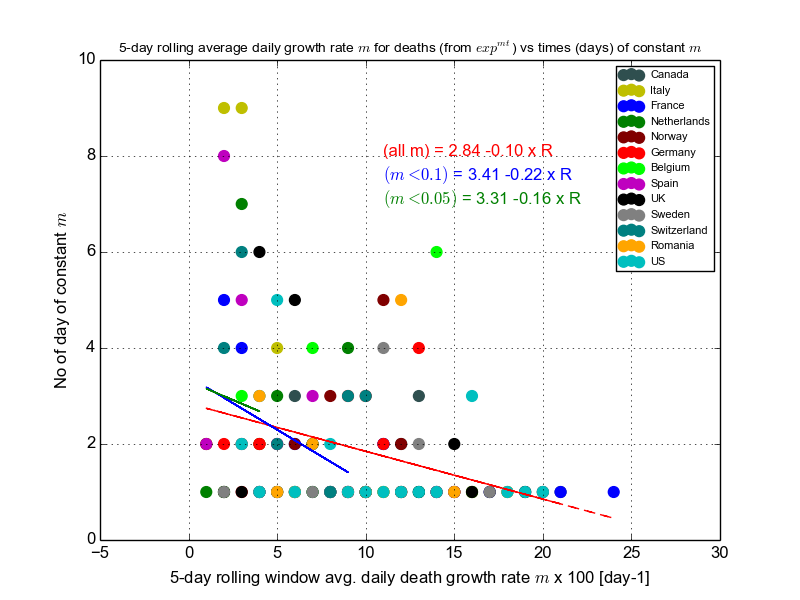 5-day rolling average daily growth rate m for deaths (from exp^{mt}) vs times (days) of constant m
10
8
6
4
2
0
−5
0
5
10
15
20
25
30
No of day of constant m
5-day rolling window avg. daily death growth rate m x 100 [day-1]
(all m) = 2.84 -0.10 x R
(m<0.1) = 3.41 -0.22 x R
(m<0.05) = 3.31 -0.16 x R
Canada
Italy
France
Netherlands
Norway
Germany
Belgium
Spain
UK
Sweden
Switzerland
Romania
US